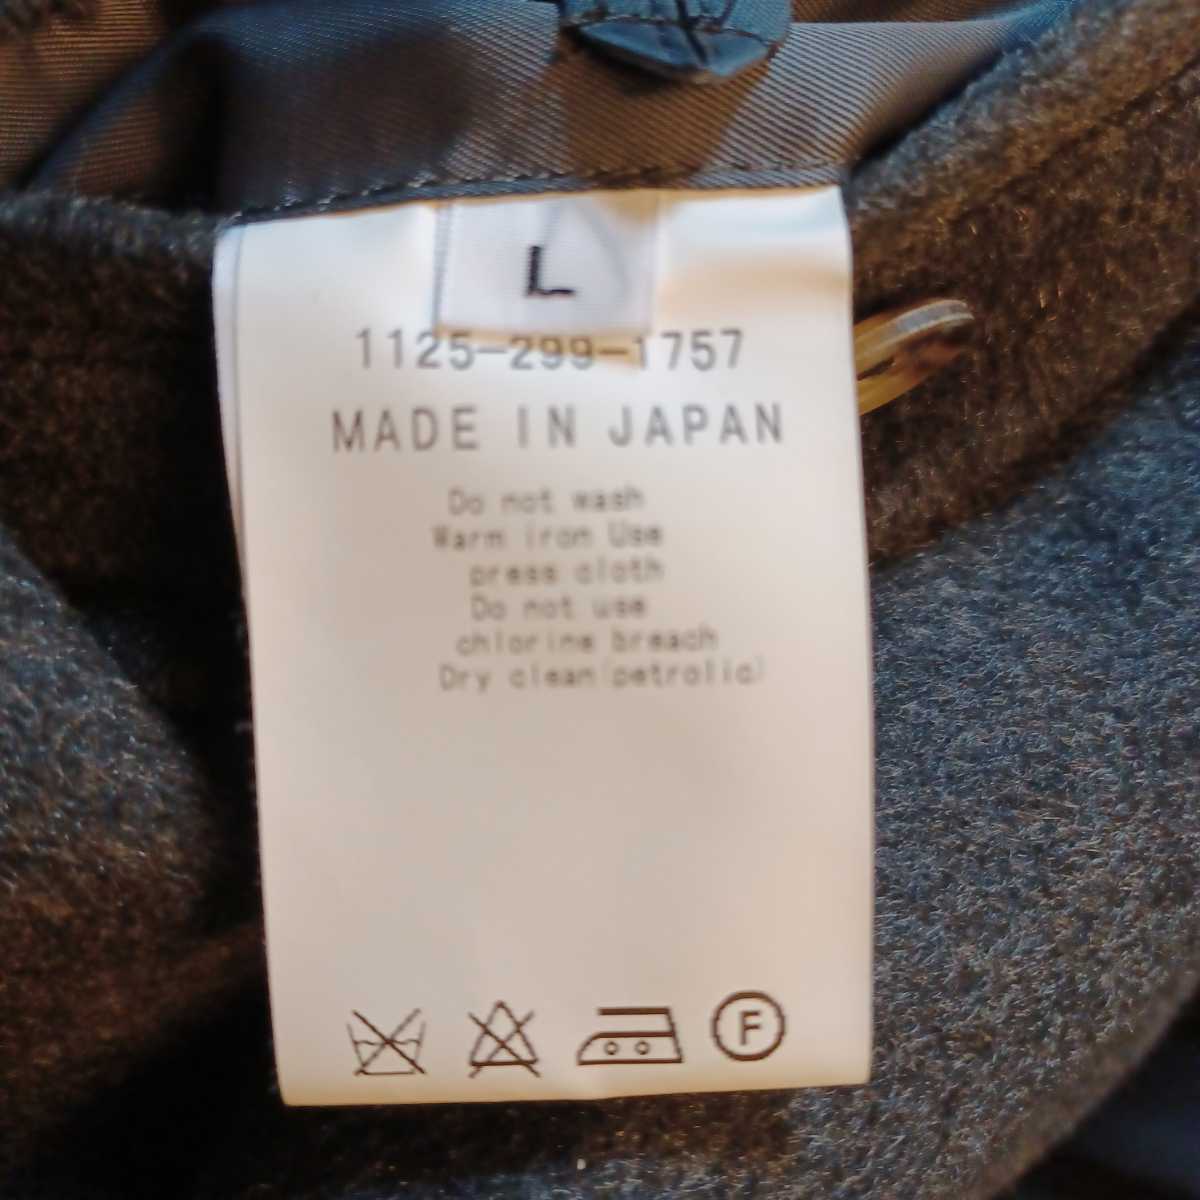 L
1125-299-1757
MADE IN JAPAN
Do not wash
Warm iron Use
press cloth
Do not use
chlorine breach
Dry clean(petrolic)
F